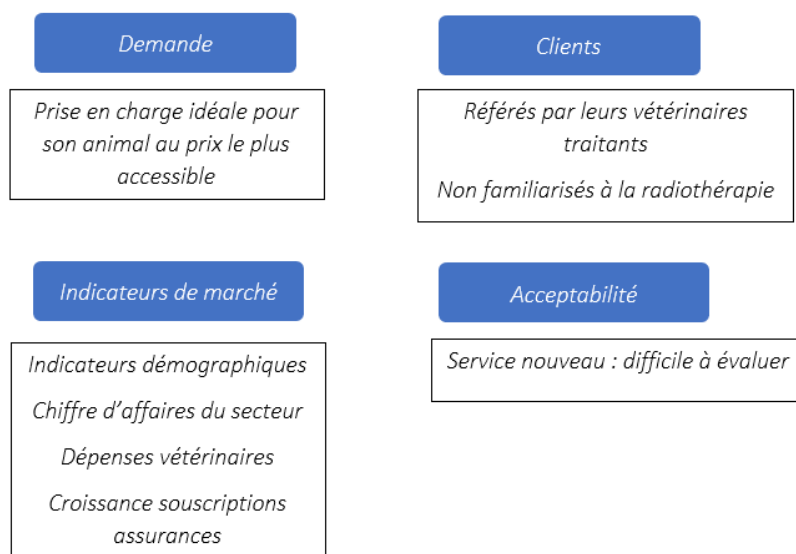 Demande
Prise en charge idéale pour
son animal au prix le plus
accessible
Clients
Référés par leurs vétérinaires
traitants
Non familiarisés à la radiothérapie
Indicateurs de marché
Indicateurs démographiques
Chiffre d'affaires du secteur
Dépenses vétérinaires
Croissance souscriptions
assurances
Acceptabilité
Service nouveau : difficile à évaluer